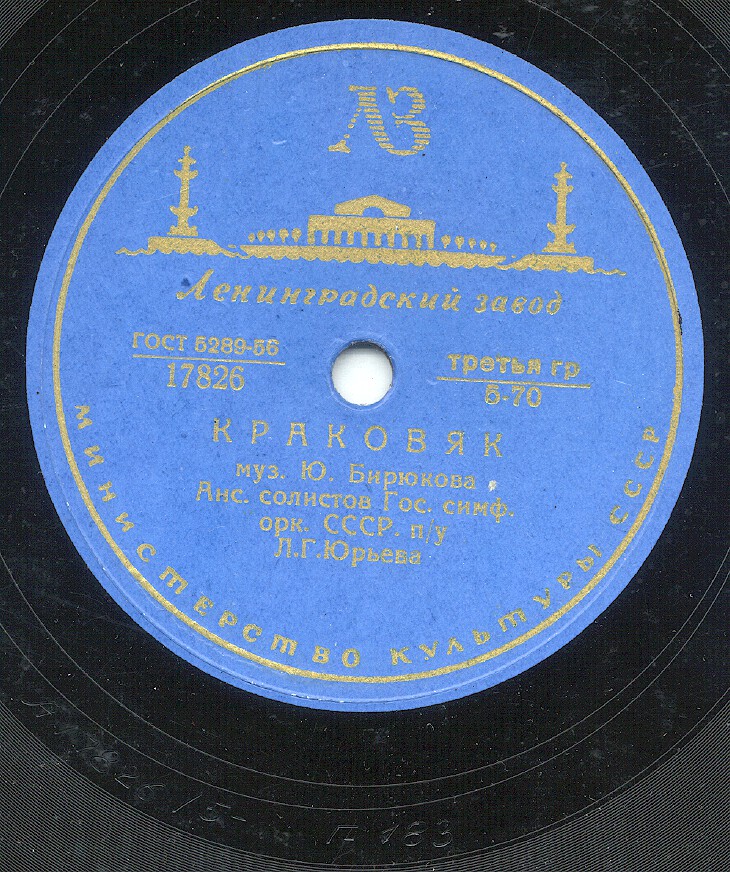 ЛЗ
Ленинградский завод
ГОСТ 5289-56
17826
третья гр
5-70
КРАКОВЯК
муз. Ю. Бирюкова
Анс. солистов Гос. симф.
орк. СССР. п/у
Л.Г.Юрьева
МИНИСТЕРСТВО КУЛЬТУРЫ СССР